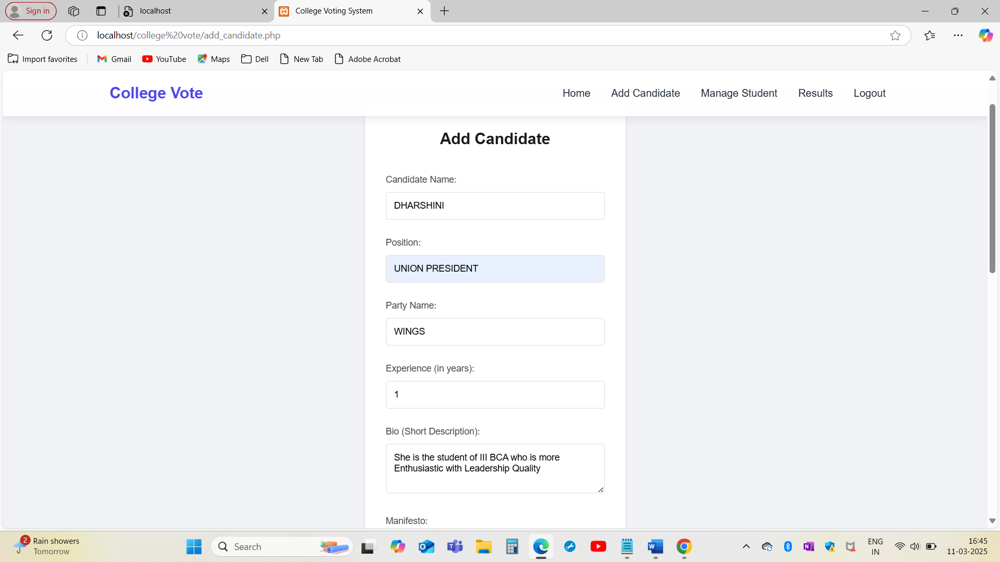 Sign in
localhost
College Voting System
localhost/college%20vote/add_candidate.php
Import favorites
Gmail
YouTube
Maps
Dell
New Tab
Adobe Acrobat
College Vote
Home
Add Candidate
Manage Student
Results
Logout
Add Candidate
Candidate Name:
DHARSHINI
Position:
UNION PRESIDENT
Party Name:
WINGS
Experience (in years):
1
Bio (Short Description):
She is the student of III BCA who is more
Enthusiastic with Leadership Quality
Manifesto:
2
Rain showers
Tomorrow
Search
ENG
IN
16:45
11-03-2025